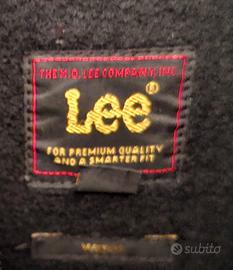 THE H.D. LEE COMPANY, INC.
Lee®
FOR PREMIUM QUALITY
AND A SMARTER FIT
subito